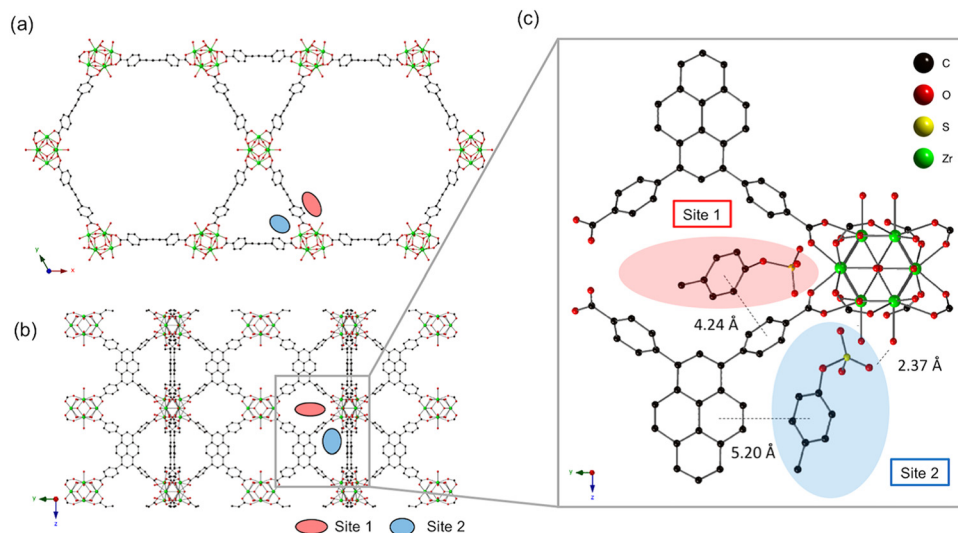 (a)
Y
X
(b)
Y
Z
Site 1
Site 2
(c)
C
O
S
Zr
Site 1
4.24 Å
2.37 Å
5.20 Å
Site 2
Y
Z